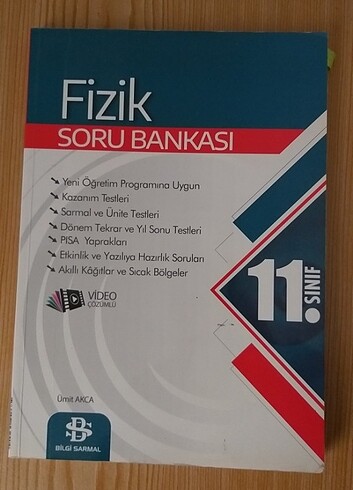 Fizik
SORU BANKASI
Yeni Öğretim Programına Uygun
Kazanım Testleri
Sarmal ve Ünite Testleri
Dönem Tekrar ve Yıl Sonu Testleri
PISA Yaprakları
Etkinlik ve Yazılıya Hazırlık Soruları
Akıllı Kâğıtlar ve Sıcak Bölgeler
11. SINIF
VİDEO
ÇÖZÜMLÜ
Ümit AKCA
BS
BİLGİ SARMAL